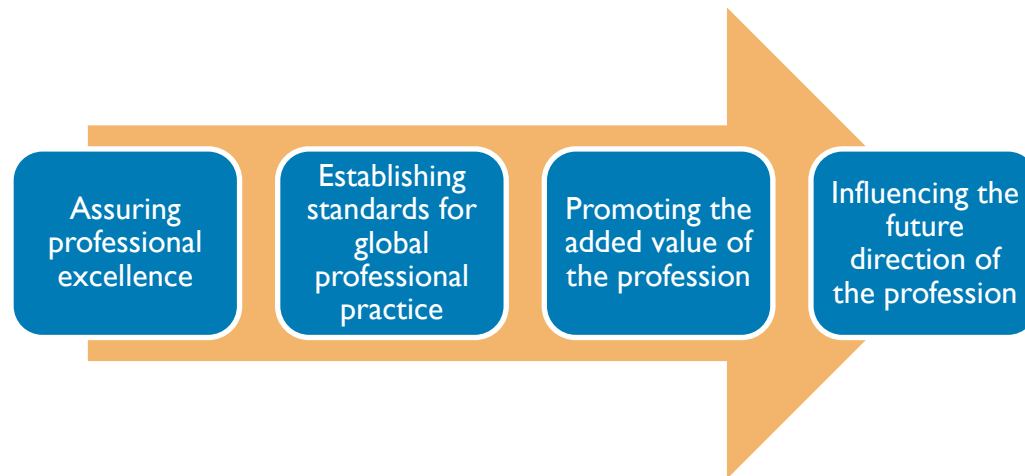 Assuring
professional
excellence
Establishing
standards for
global
professional
practice
Promoting the
added value of
the profession
Influencing the
future
direction of
the profession